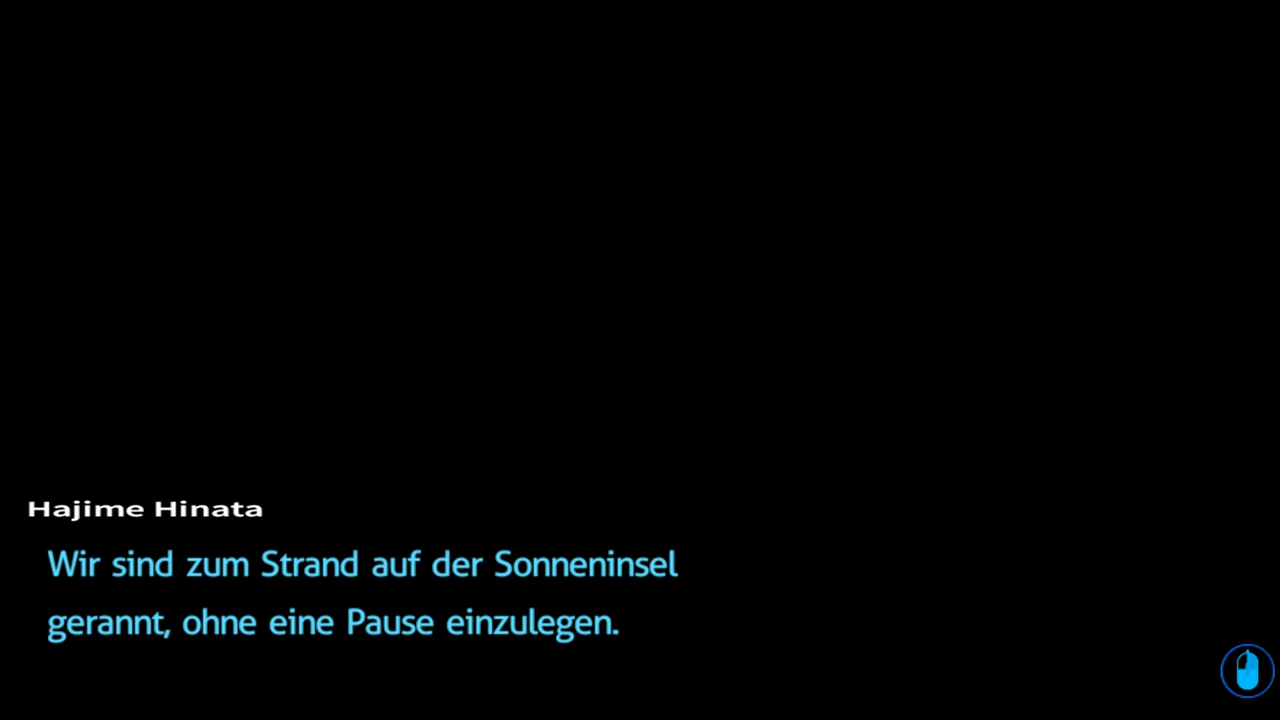 Hajime Hinata
Wir sind zum Strand auf der Sonneninsel
gerannt, ohne eine Pause einzulegen.